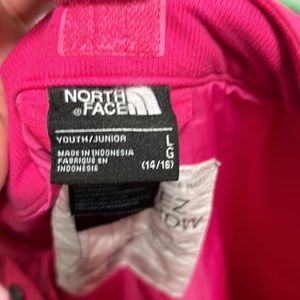 NORTH
FACE
YOUTH/JUNIOR
MADE IN INDONESIA
FABRIQUÉ EN
INDONÉSIE
L
G
(14/16)